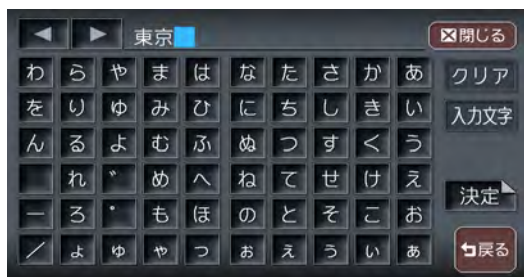 ◀ ▶ 東京 ☒閉じる
わ ら や ま は な た さ か あ クリア
を り ゆ み ひ に ち し き い 入力文字
ん る よ む ふ ぬ つ す く う
れ ゛ め へ ね て せ け え 決定
ー ろ ゜ も ほ の と そ こ お
／ ょ ゅ ゃ っ ぉ ぇ ぅ ぃ ぁ 戻る